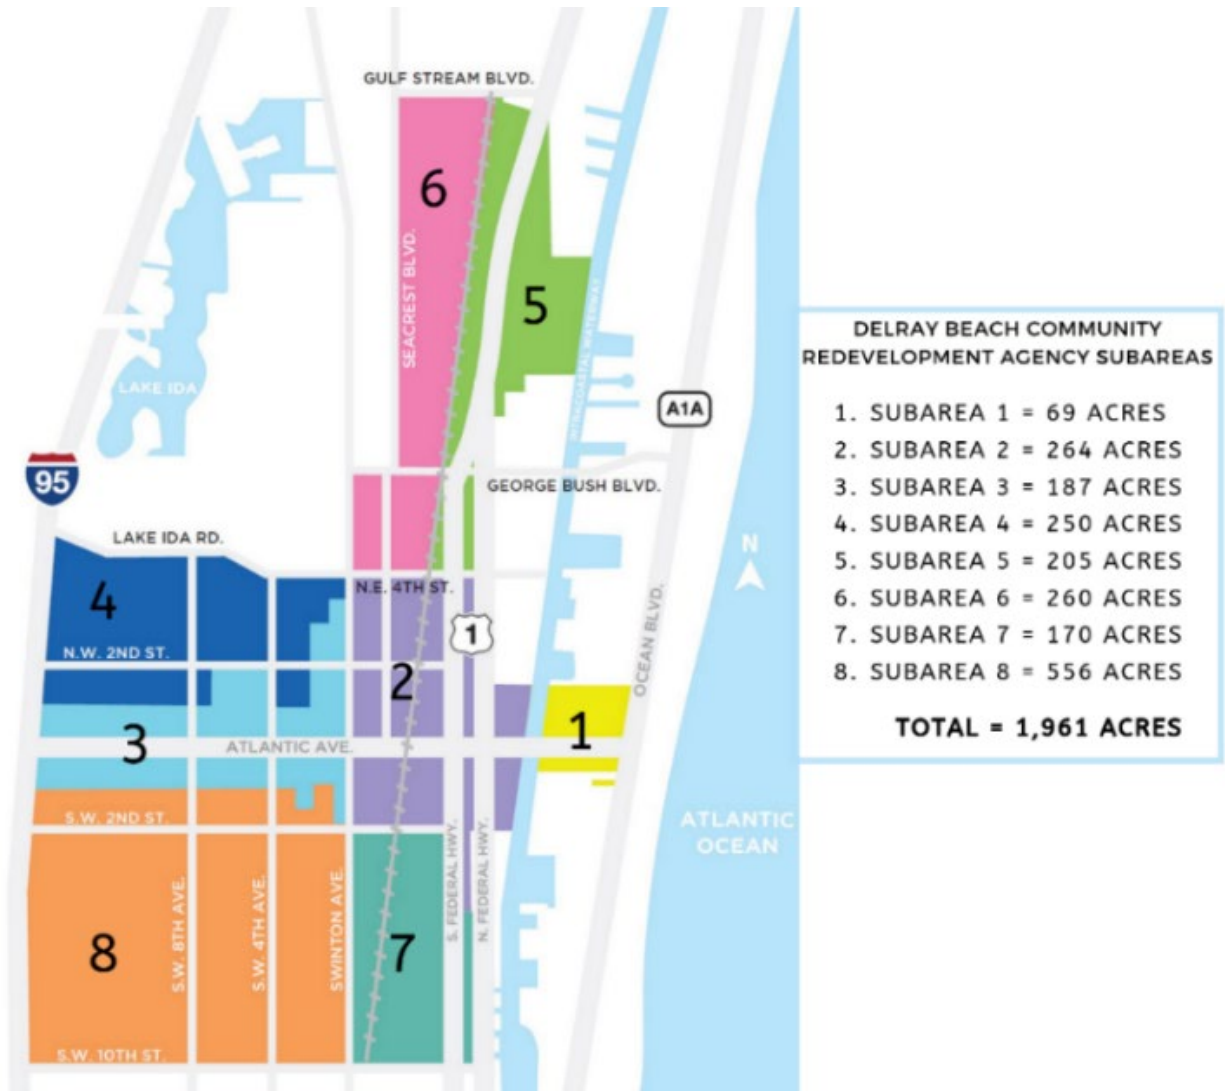 GULF STREAM BLVD.
6
SEACREST BLVD.
5
INTRACOASTAL WATERWAY
LAKE IDA
A1A
95
GEORGE BUSH BLVD.
LAKE IDA RD.
N
4
N.E. 4TH ST.
1
N.W. 2ND ST.
2
OCEAN BLVD.
3
ATLANTIC AVE.
1
S.W. 2ND ST.
ATLANTIC
OCEAN
8
S.W. 8TH AVE.
S.W. 4TH AVE.
SWINTON AVE.
7
S. FEDERAL HWY.
N. FEDERAL HWY.
S.W. 10TH ST.
DELRAY BEACH COMMUNITY
REDEVELOPMENT AGENCY SUBAREAS
1. SUBAREA 1 = 69 ACRES
2. SUBAREA 2 = 264 ACRES
3. SUBAREA 3 = 187 ACRES
4. SUBAREA 4 = 250 ACRES
5. SUBAREA 5 = 205 ACRES
6. SUBAREA 6 = 260 ACRES
7. SUBAREA 7 = 170 ACRES
8. SUBAREA 8 = 556 ACRES
TOTAL = 1,961 ACRES